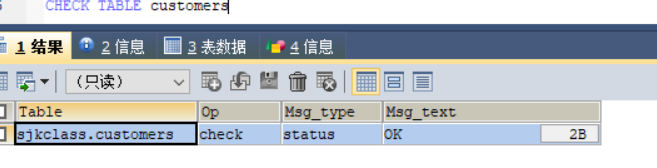 CHECK TABLE customers
1 结果 2 信息 3 表数据 4 信息
(只读)
Table Op Msg_type Msg_text
sjkclass.customers check status OK 2B